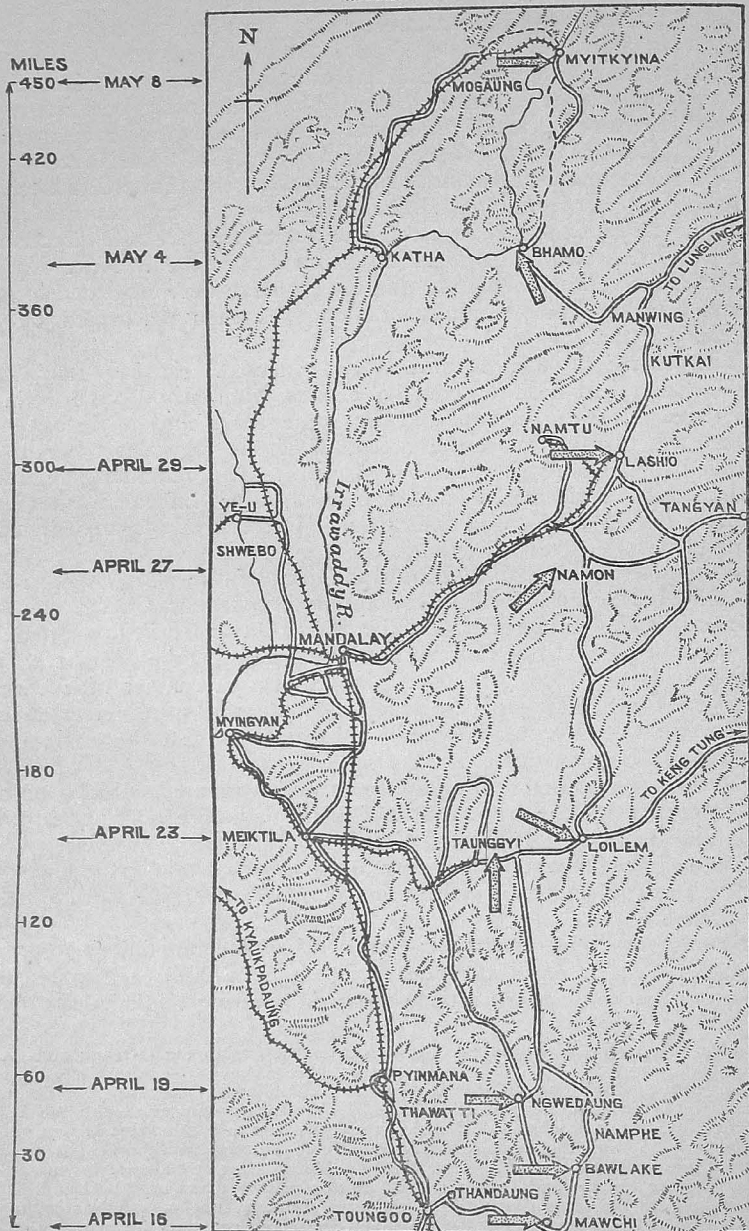 MILES
450
MAY 8
420
MAY 4
360
300
APRIL 29
APRIL 27
240
180
APRIL 23
120
60
APRIL 19
30
APRIL 16
N
MYITKYINA
MOGAUNG
KATHA
BHAMO
TO LUNGLING
MANWING
KUTKAI
NAMTU
LASHIO
YE-U
TANGYAN
SHWEBO
Irrawaddy R.
NAMON
MANDALAY
MYINGYAN
TO KENG TUNG
MEIKTILA
TAUNGGYI
LOILEM
TO KYAUKPADAUNG
PYINMANA
THAWATTI
NGWEDAUNG
NAMPHE
BAWLAKE
THANDAUNG
TOUNGOO
MAWCHI